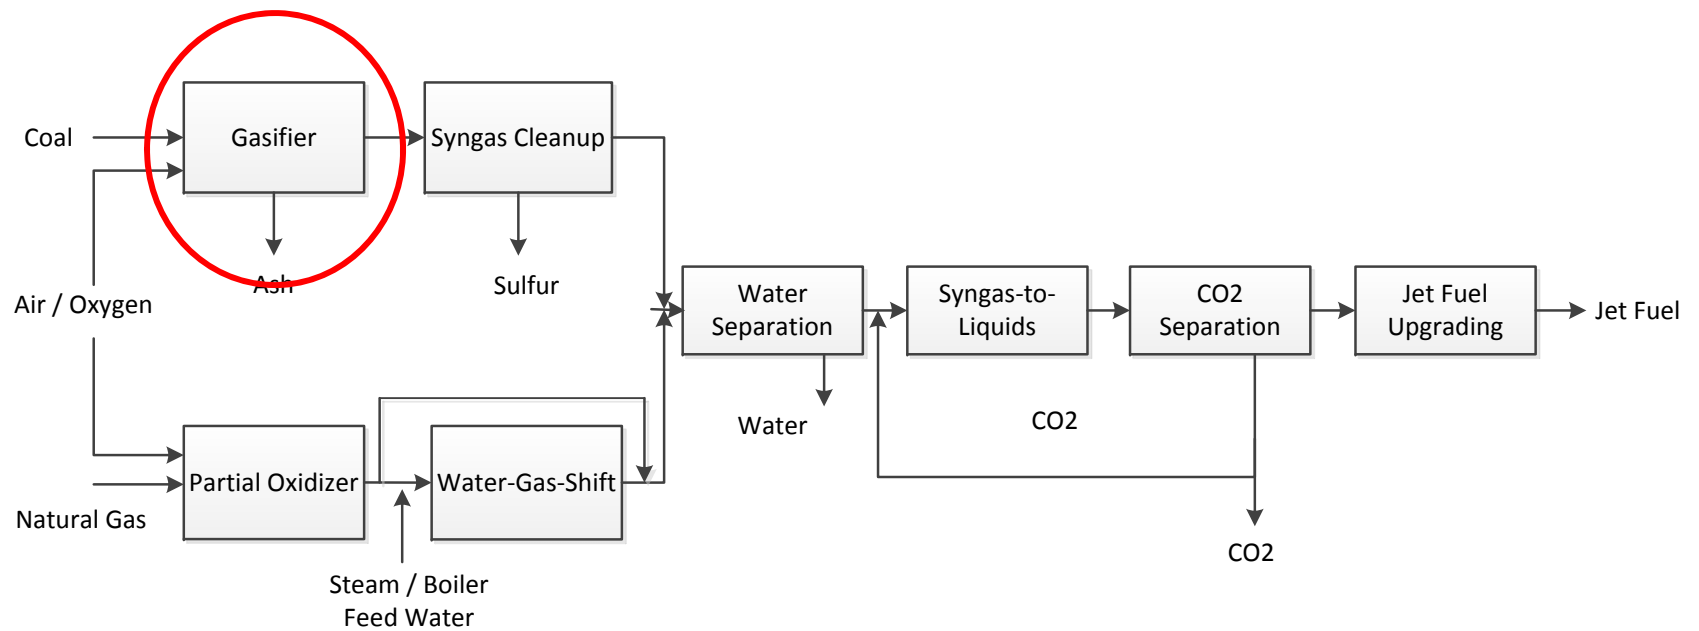 Coal
Gasifier
Syngas Cleanup
Ash
Sulfur
Air / Oxygen
Water
Separation
Syngas-to-
Liquids
CO2
Separation
Jet Fuel
Upgrading
Jet Fuel
Water
CO2
Partial Oxidizer
Water-Gas-Shift
Natural Gas
CO2
Steam / Boiler
Feed Water